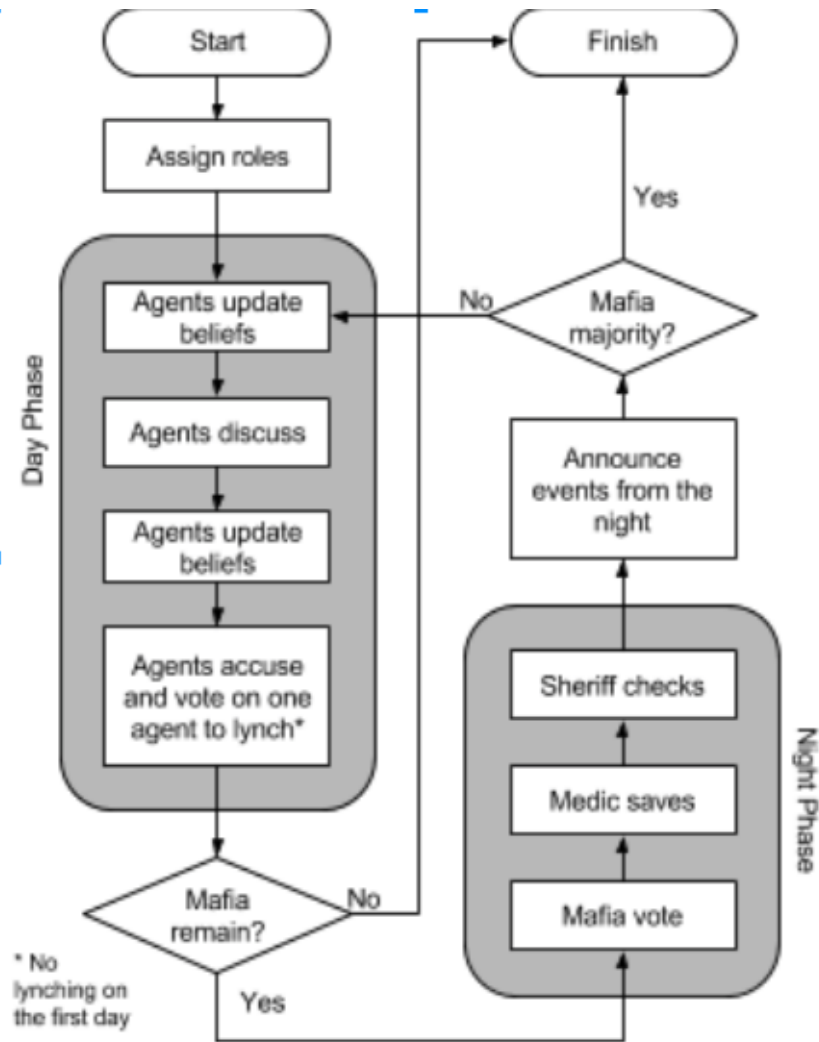 Start
Finish
Assign roles
Yes
Agents update
beliefs
No
Mafia
majority?
Day Phase
Agents discuss
Announce
events from the
night
Agents update
beliefs
Agents accuse
and vote on one
agent to lynch*
Sheriff checks
Medic saves
Mafia vote
Night Phase
Mafia
remain?
No
Yes
* No
lynching on
the first day